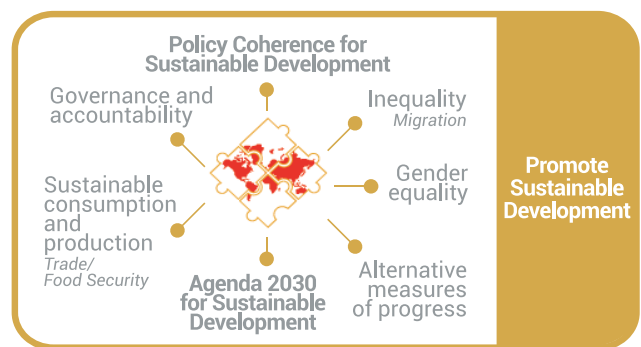 Policy Coherence for
Sustainable Development
Governance and
accountability
Inequality
Migration
Sustainable
consumption
and
production
Trade/
Food Security
Gender
equality
Agenda 2030
for Sustainable
Development
Alternative
measures
of progress
Promote
Sustainable
Development